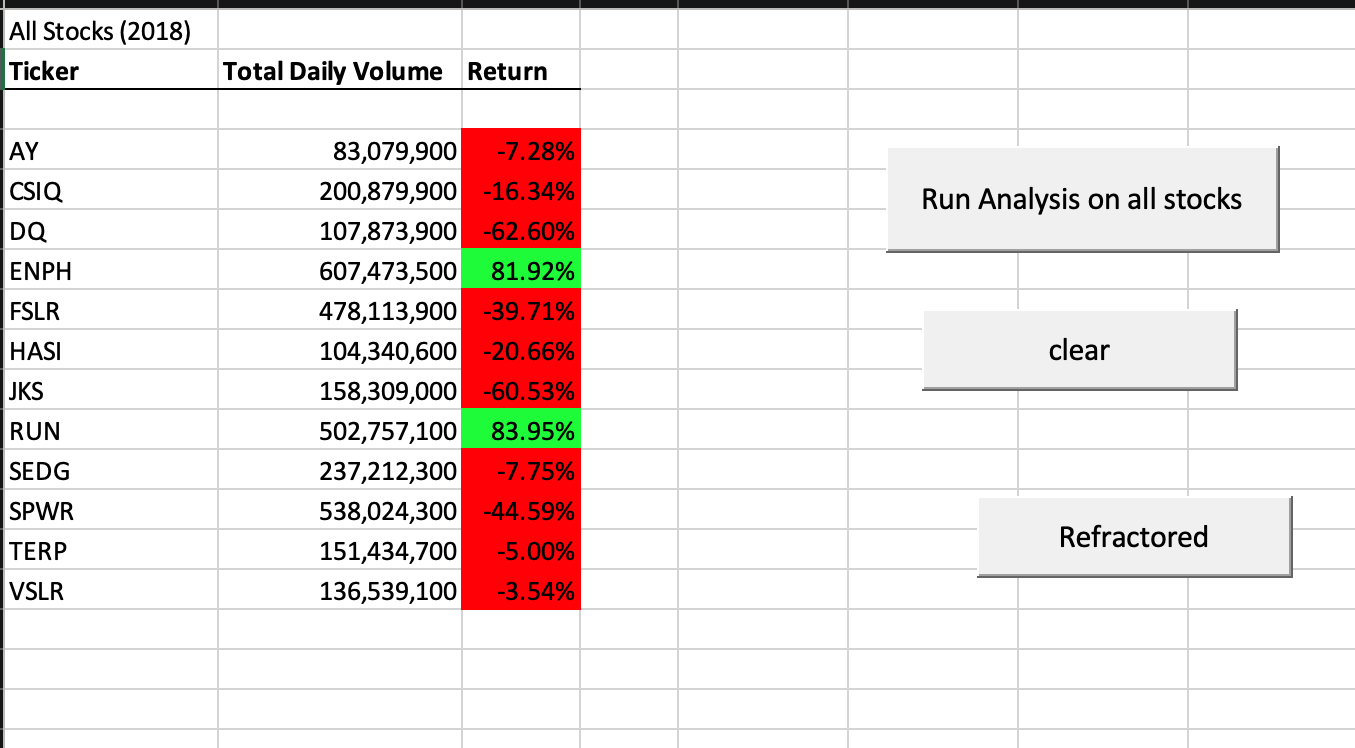 All Stocks (2018)
Ticker Total Daily Volume Return
AY 83,079,900 -7.28%
CSIQ 200,879,900 -16.34%
DQ 107,873,900 -62.60%
ENPH 607,473,500 81.92%
FSLR 478,113,900 -39.71%
HASI 104,340,600 -20.66%
JKS 158,309,000 -60.53%
RUN 502,757,100 83.95%
SEDG 237,212,300 -7.75%
SPWR 538,024,300 -44.59%
TERP 151,434,700 -5.00%
VSLR 136,539,100 -3.54%
Run Analysis on all stocks
clear
Refractored